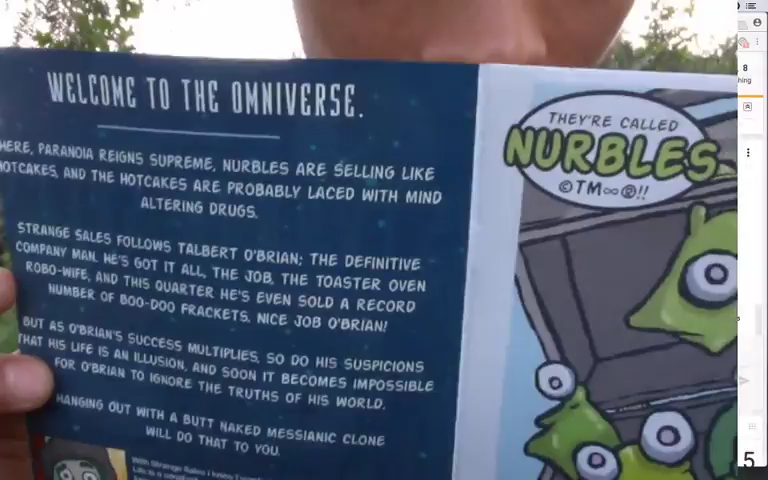 WELCOME TO THE OMNIVERSE.
HERE, PARANOIA REIGNS SUPREME, NURBLES ARE SELLING LIKE
HOTCAKES, AND THE HOTCAKES ARE PROBABLY LACED WITH MIND
ALTERING DRUGS.
STRANGE SALES FOLLOWS TALBERT O'BRIAN; THE DEFINITIVE
COMPANY MAN. HE'S GOT IT ALL, THE JOB, THE TOASTER OVEN
ROBO-WIFE, AND THIS QUARTER HE'S EVEN SOLD A RECORD
NUMBER OF BOO-DOO FRACKETS. NICE JOB O'BRIAN!
BUT AS O'BRIAN'S SUCCESS MULTIPLIES, SO DO HIS SUSPICIONS
THAT HIS LIFE IS AN ILLUSION, AND SOON IT BECOMES IMPOSSIBLE
FOR O'BRIAN TO IGNORE THE TRUTHS OF HIS WORLD.
HANGING OUT WITH A BUTT NAKED MESSIANIC CLONE
WILL DO THAT TO YOU.
With Strange Sales I
THEY'RE CALLED
NURBLES
©TM∞®!!
8
5